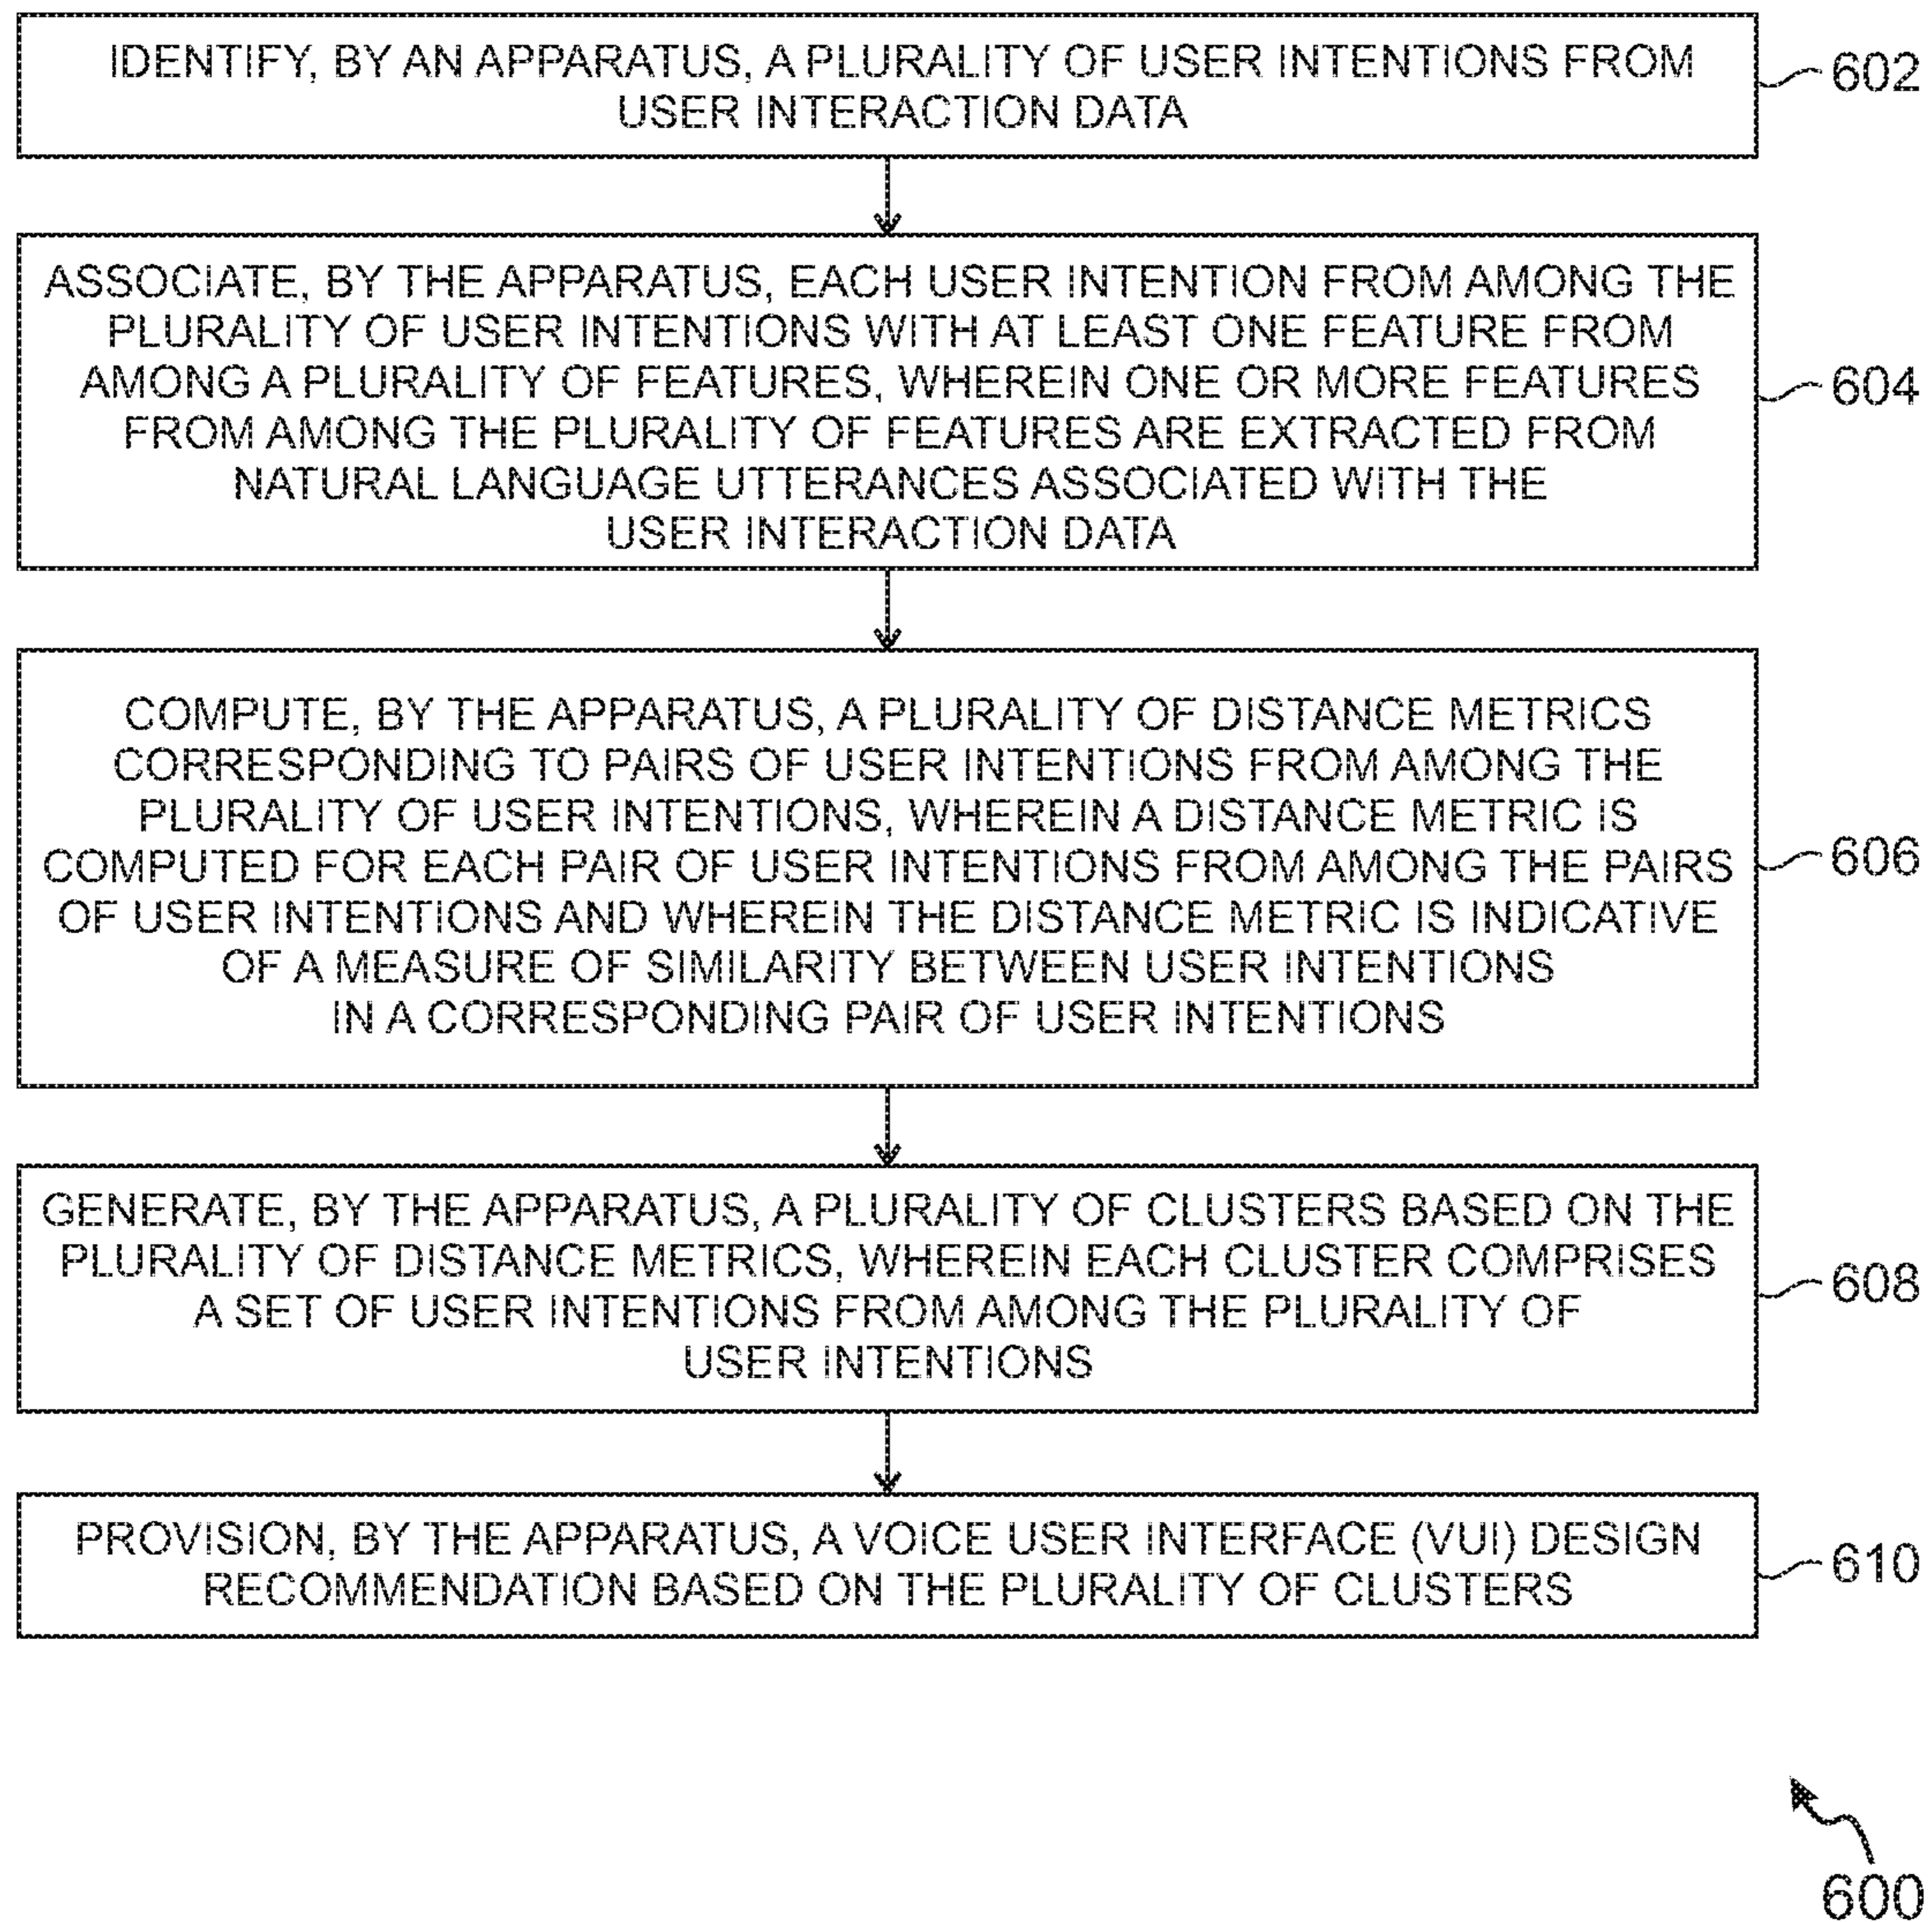 IDENTIFY, BY AN APPARATUS, A PLURALITY OF USER INTENTIONS FROM
USER INTERACTION DATA
602
ASSOCIATE, BY THE APPARATUS, EACH USER INTENTION FROM AMONG THE
PLURALITY OF USER INTENTIONS WITH AT LEAST ONE FEATURE FROM
AMONG A PLURALITY OF FEATURES, WHEREIN ONE OR MORE FEATURES
FROM AMONG THE PLURALITY OF FEATURES ARE EXTRACTED FROM
NATURAL LANGUAGE UTTERANCES ASSOCIATED WITH THE
USER INTERACTION DATA
604
COMPUTE, BY THE APPARATUS, A PLURALITY OF DISTANCE METRICS
CORRESPONDING TO PAIRS OF USER INTENTIONS FROM AMONG THE
PLURALITY OF USER INTENTIONS, WHEREIN A DISTANCE METRIC IS
COMPUTED FOR EACH PAIR OF USER INTENTIONS FROM AMONG THE PAIRS
OF USER INTENTIONS AND WHEREIN THE DISTANCE METRIC IS INDICATIVE
OF A MEASURE OF SIMILARITY BETWEEN USER INTENTIONS
IN A CORRESPONDING PAIR OF USER INTENTIONS
606
GENERATE, BY THE APPARATUS, A PLURALITY OF CLUSTERS BASED ON THE
PLURALITY OF DISTANCE METRICS, WHEREIN EACH CLUSTER COMPRISES
A SET OF USER INTENTIONS FROM AMONG THE PLURALITY OF
USER INTENTIONS
608
PROVISION, BY THE APPARATUS, A VOICE USER INTERFACE (VUI) DESIGN
RECOMMENDATION BASED ON THE PLURALITY OF CLUSTERS
610
600